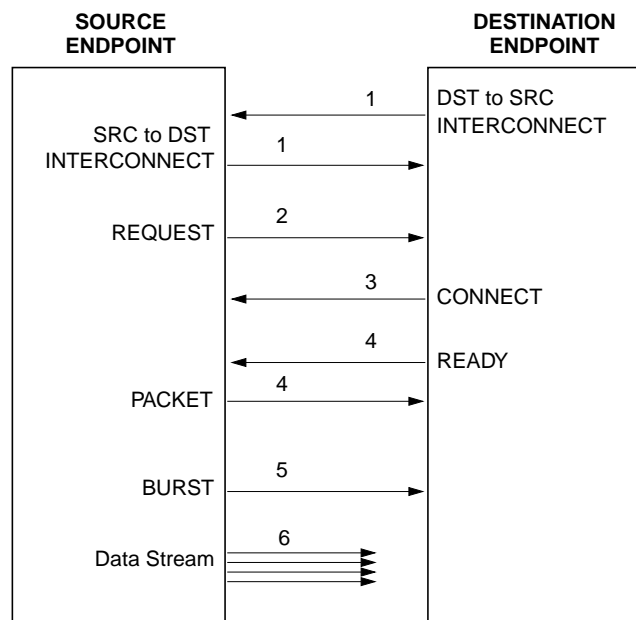 SOURCE
ENDPOINT
DESTINATION
ENDPOINT
1
DST to SRC
INTERCONNECT
SRC to DST
INTERCONNECT
1
REQUEST
2
3
CONNECT
4
READY
PACKET
4
BURST
5
Data Stream
6